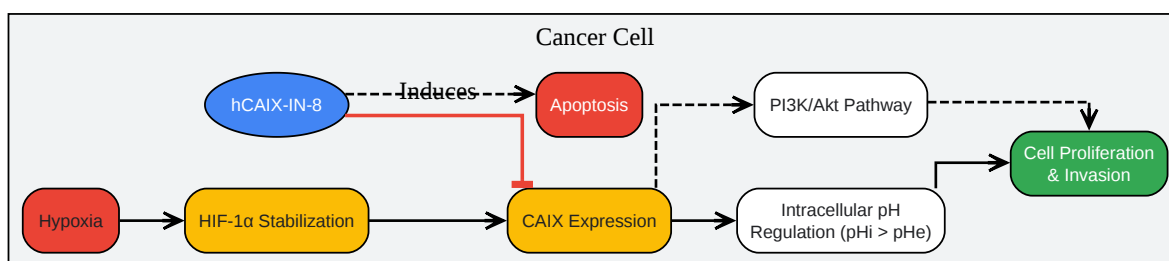 Cancer Cell
hCAIX-IN-8
Induces
Apoptosis
PI3K/Akt Pathway
Cell Proliferation
& Invasion
Hypoxia
HIF-1α Stabilization
CAIX Expression
Intracellular pH
Regulation (pHi > pHe)